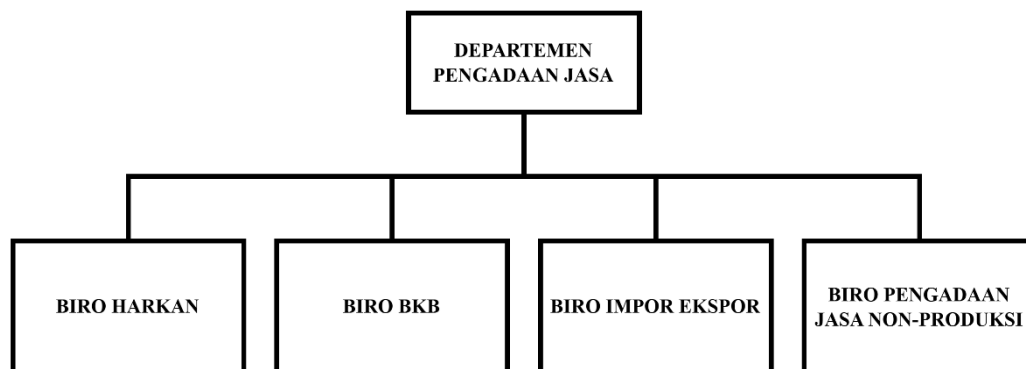 DEPARTEMEN
PENGADAAN JASA
BIRO HARKAN
BIRO BKB
BIRO IMPOR EKSPOR
BIRO PENGADAAN
JASA NON-PRODUKSI